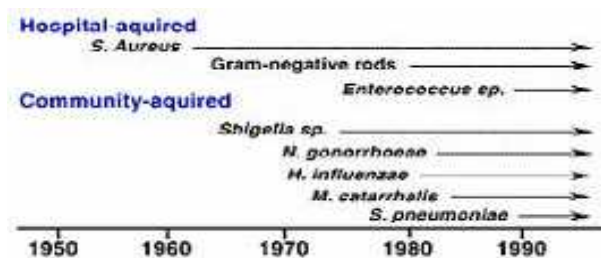 Hospital-aquired
S. Aureus
Gram-negative rods
Enterococcus sp.
Community-aquired
Shigella sp.
N. gonorrhoeae
H. influenzae
M. catarrhalis
S. pneumoniae
1950 1960 1970 1980 1990